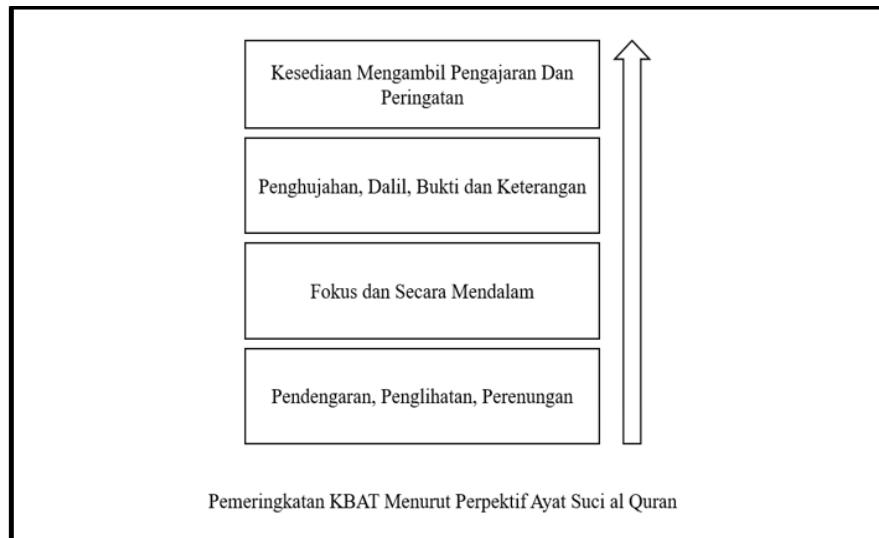 Kesediaan Mengambil Pengajaran Dan
Peringatan
Penghujahan, Dalil, Bukti dan Keterangan
Fokus dan Secara Mendalam
Pendengaran, Penglihatan, Perenungan
Pemeringkatan KBAT Menurut Perpektif Ayat Suci al Quran